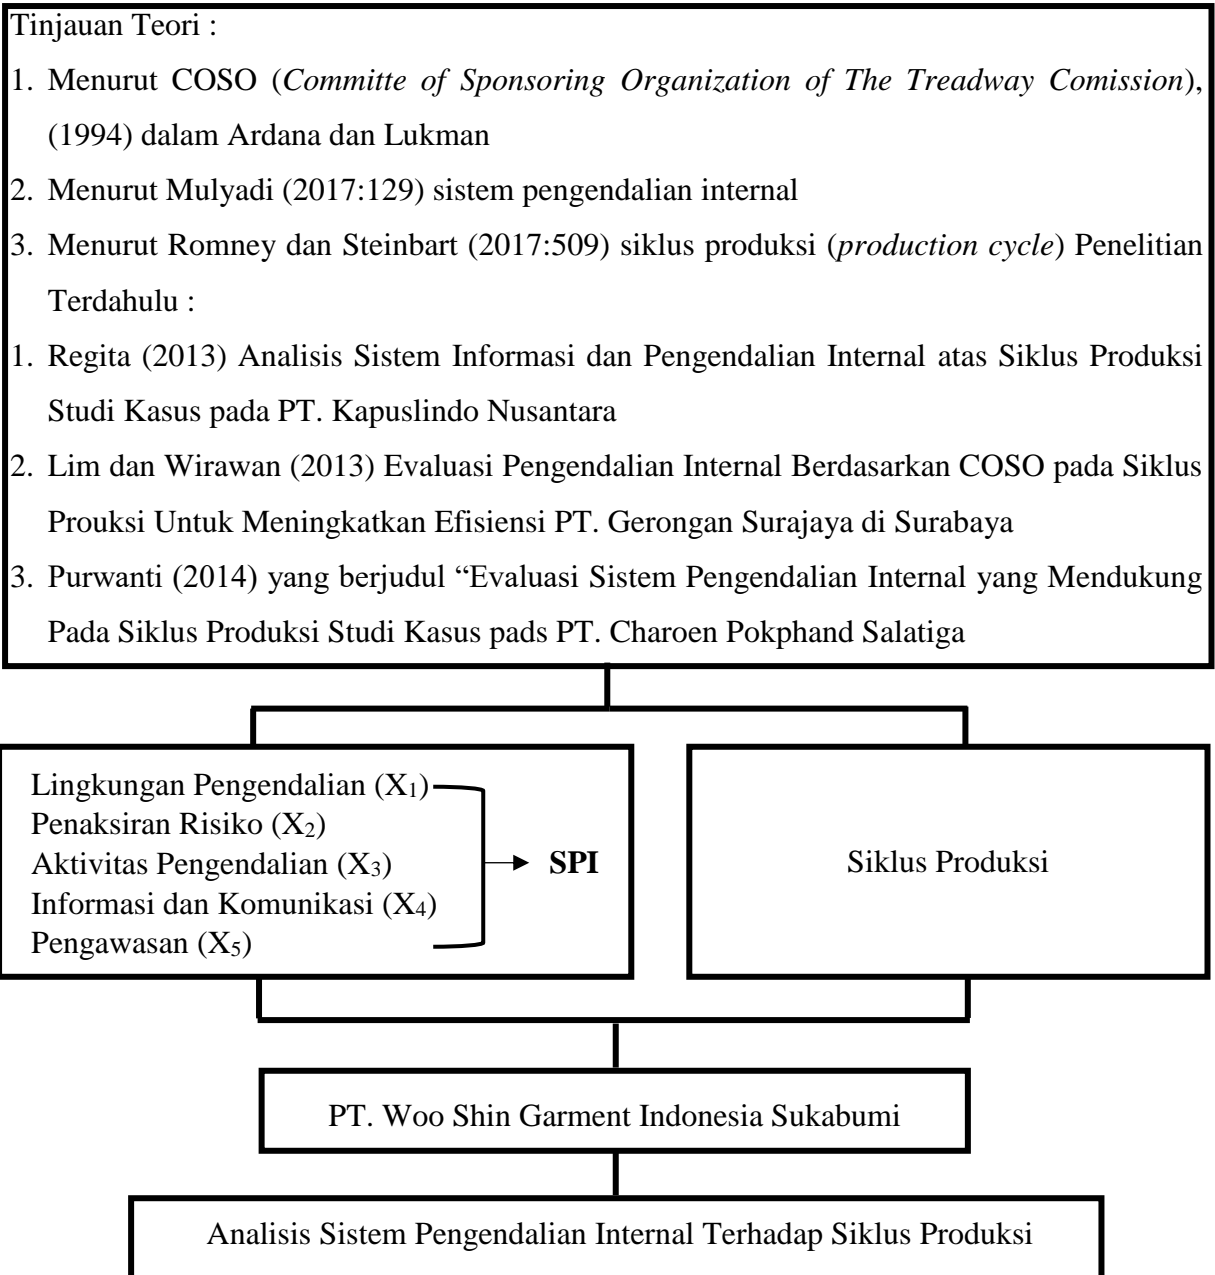 Tinjauan Teori :
1. Menurut COSO (Committe of Sponsoring Organization of The Treadway Comission),
(1994) dalam Ardana dan Lukman
2. Menurut Mulyadi (2017:129) sistem pengendalian internal
3. Menurut Romney dan Steinbart (2017:509) siklus produksi (production cycle) Penelitian
Terdahulu :
1. Regita (2013) Analisis Sistem Informasi dan Pengendalian Internal atas Siklus Produksi
Studi Kasus pada PT. Kapuslindo Nusantara
2. Lim dan Wirawan (2013) Evaluasi Pengendalian Internal Berdasarkan COSO pada Siklus
Prouksi Untuk Meningkatkan Efisiensi PT. Gerongan Surajaya di Surabaya
3. Purwanti (2014) yang berjudul “Evaluasi Sistem Pengendalian Internal yang Mendukung
Pada Siklus Produksi Studi Kasus pads PT. Charoen Pokphand Salatiga
Lingkungan Pengendalian (X₁)
Penaksiran Risiko (X₂)
Aktivitas Pengendalian (X₃)
Informasi dan Komunikasi (X₄)
Pengawasan (X₅)
SPI
Siklus Produksi
PT. Woo Shin Garment Indonesia Sukabumi
Analisis Sistem Pengendalian Internal Terhadap Siklus Produksi